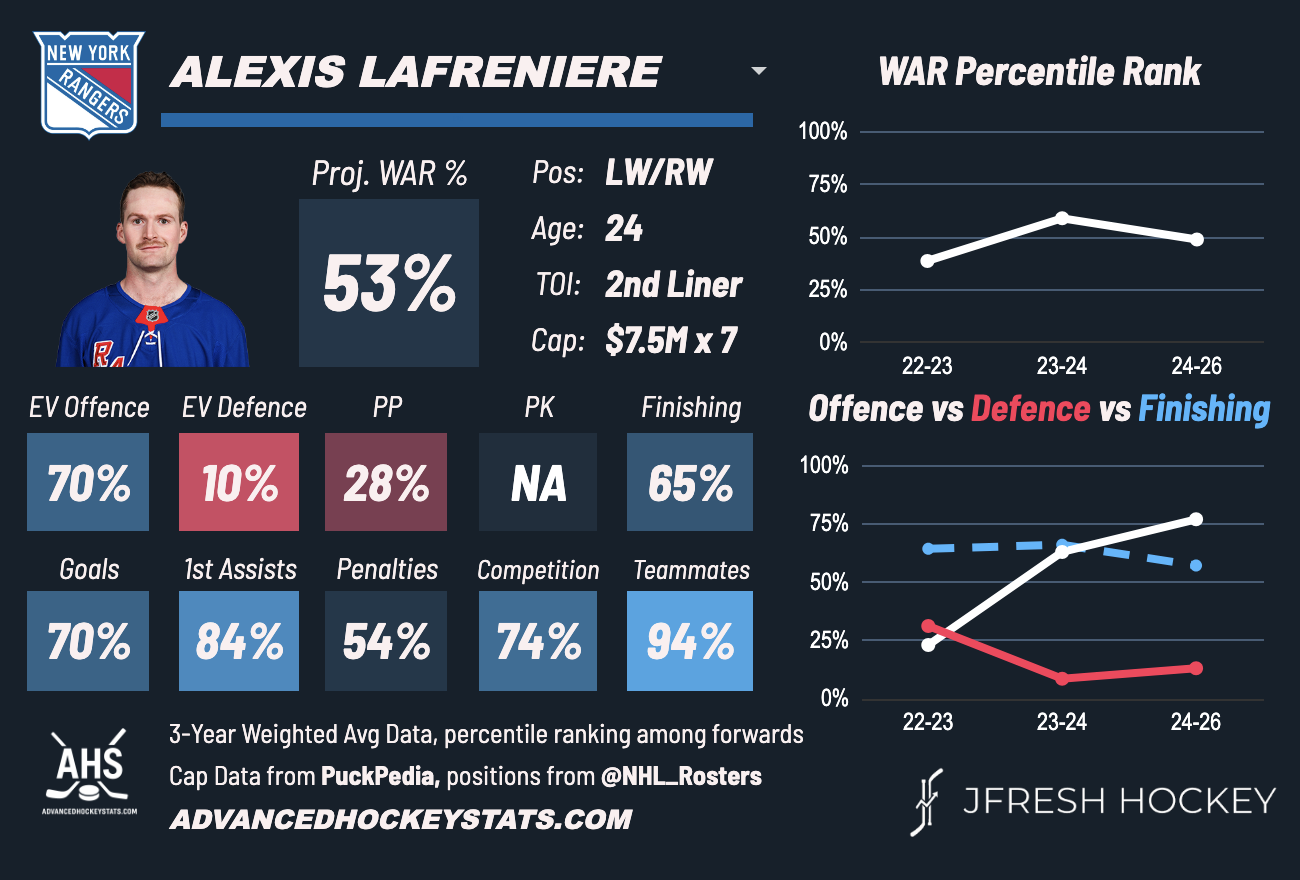 NEW YORK
RANGERS
ALEXIS LAFRENIERE
WAR Percentile Rank
Proj. WAR %
53%
Pos: LW/RW
Age: 24
TOI: 2nd Liner
Cap: $7.5M x 7
100%
75%
50%
25%
0%
22-23 23-24 24-26
EV Offence EV Defence PP PK Finishing
70% 10% 28% NA 65%
Goals 1st Assists Penalties Competition Teammates
70% 84% 54% 74% 94%
Offence vs Defence vs Finishing
100%
75%
50%
25%
0%
22-23 23-24 24-26
AHS
ADVANCEDHOCKEYSTATS.COM
3-Year Weighted Avg Data, percentile ranking among forwards
Cap Data from PuckPedia, positions from @NHL_Rosters
ADVANCEDHOCKEYSTATS.COM
JFRESH HOCKEY